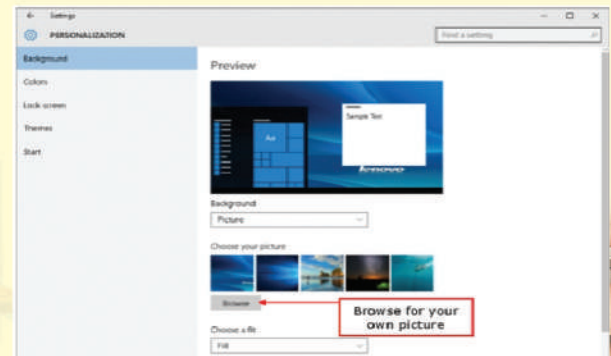 Settings
PERSONALIZATION
Find a setting
Background
Colors
Lock screen
Themes
Start
Preview
Sample Text
Aa
lenovo
Background
Picture
Choose your picture
Browse
Browse for your
own picture
Choose a fit
Fill